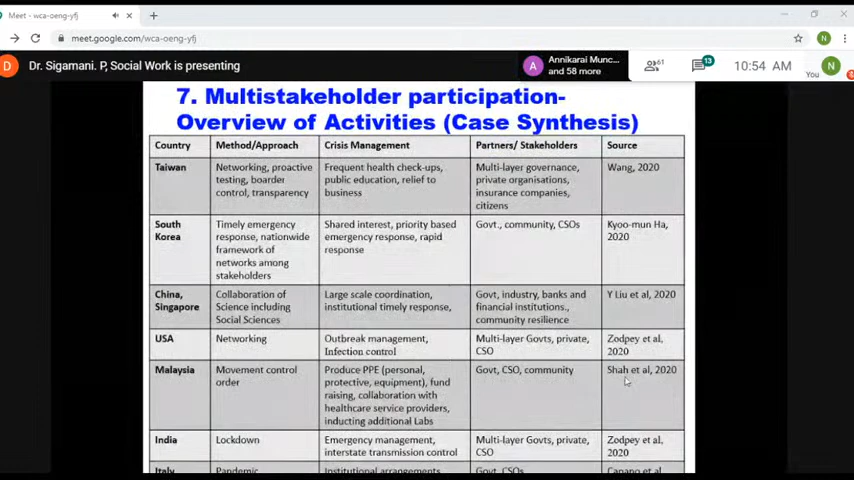 Meet - wca-oeng-yfj
meet.google.com/wca-oeng-yfj
N
D
Dr. Sigamani. P, Social Work is presenting
A
Annikarai Munc...
and 58 more
61
13
10:54 AM
You
N
7. Multistakeholder participation-
Overview of Activities (Case Synthesis)
Country Method/Approach Crisis Management Partners/ Stakeholders Source
Taiwan
Networking, proactive
testing, boarder
control, transparency
Frequent health check-ups,
public education, relief to
business
Multi-layer governance,
private organisations,
insurance companies,
citizens
Wang, 2020
South
Korea
Timely emergency
response, nationwide
framework of
networks among
stakeholders
Shared interest, priority based
emergency response, rapid
response
Govt., community, CSOs
Kyoo-mun Ha,
2020
China,
Singapore
Collaboration of
Science including
Social Sciences
Large scale coordination,
institutional timely response,
Govt, industry, banks and
financial institutions.,
community resilience
Y Liu et al, 2020
USA
Networking
Outbreak management,
Infection control
Multi-layer Govts, private,
CSO
Zodpey et al,
2020
Malaysia
Movement control
order
Produce PPE (personal,
protective, equipment), fund
raising, collaboration with
healthcare service providers,
inducting additional Labs
Govt, CSO, community
Shah et al, 2020
India
Lockdown
Emergency management,
interstate transmission control
Multi-layer Govts, private,
CSO
Zodpey et al,
2020
Italy
Pandemic
Institutional arrangements
Govt, CSOs
Capano et al